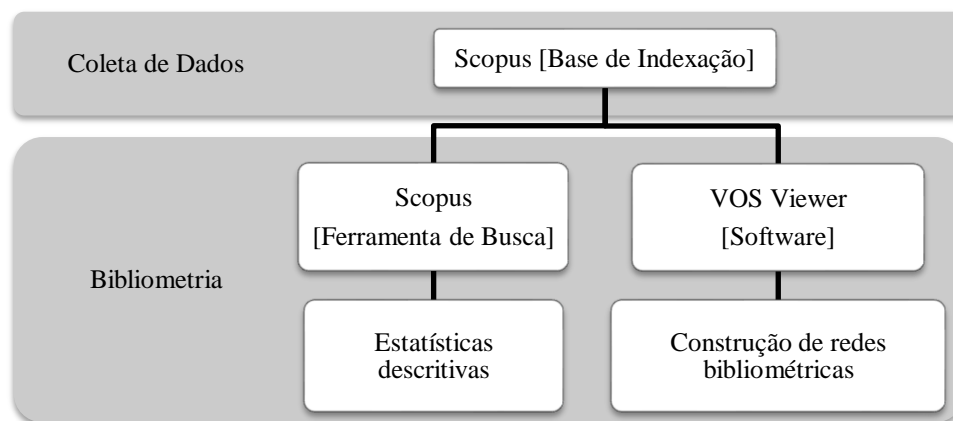 Coleta de Dados
Scopus [Base de Indexação]
Bibliometria
Scopus
[Ferramenta de Busca]
VOS Viewer
[Software]
Estatísticas
descritivas
Construção de redes
bibliométricas